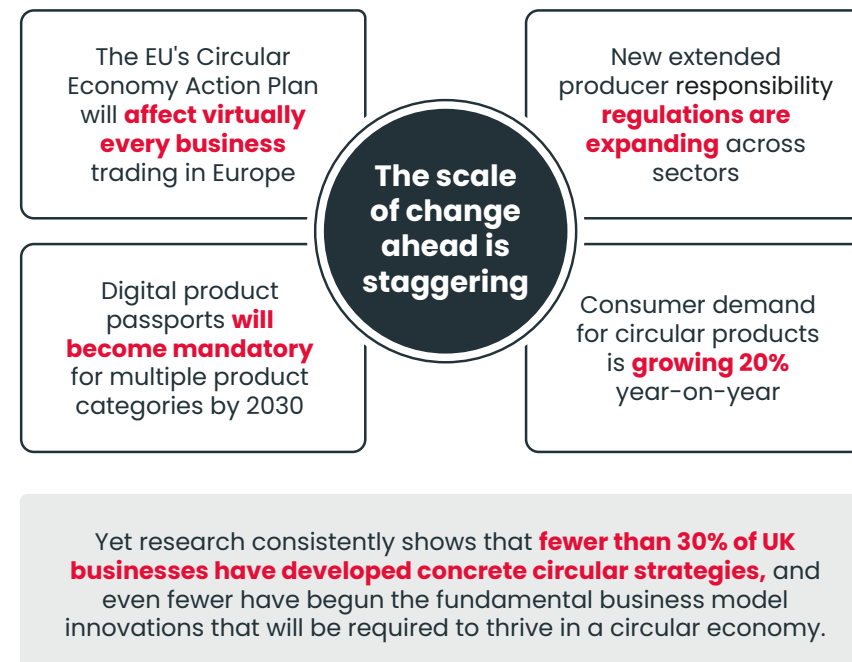 The EU's Circular
Economy Action Plan
will affect virtually
every business
trading in Europe
New extended
producer responsibility
regulations are
expanding across
sectors
The scale
of change
ahead is
staggering
Digital product
passports will
become mandatory
for multiple product
categories by 2030
Consumer demand
for circular products
is growing 20%
year-on-year
Yet research consistently shows that fewer than 30% of UK
businesses have developed concrete circular strategies, and
even fewer have begun the fundamental business model
innovations that will be required to thrive in a circular economy.